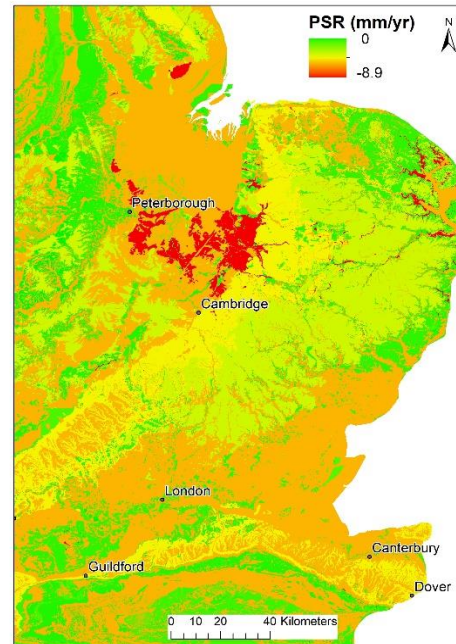 PSR (mm/yr)
0
-8.9
N
Peterborough
Cambridge
London
Canterbury
Guildford
Dover
0 10 20 40 Kilometers